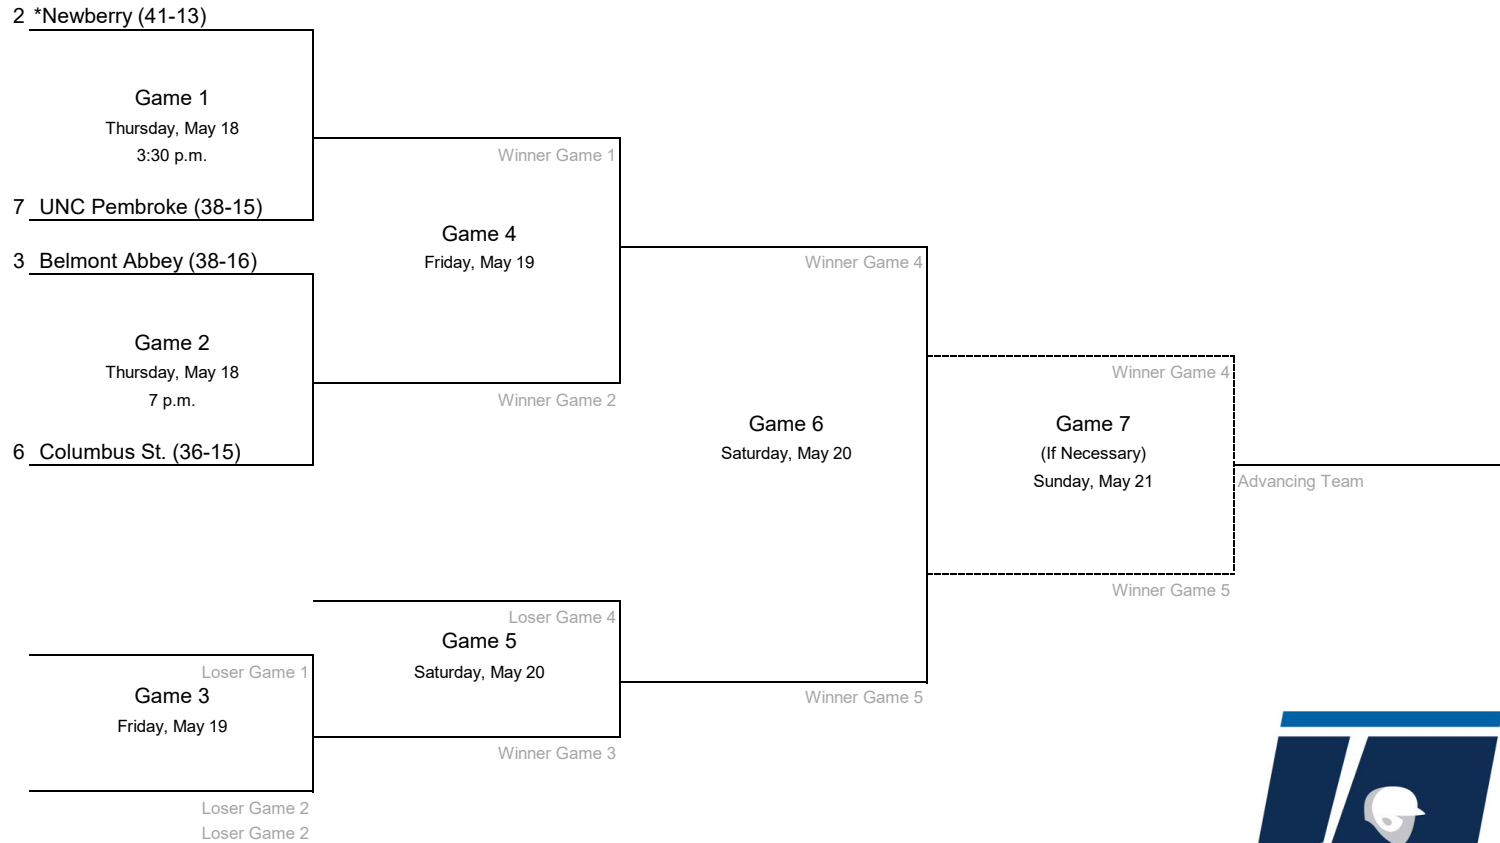 2 *Newberry (41-13)
Game 1
Thursday, May 18
3:30 p.m.
7 UNC Pembroke (38-15)
3 Belmont Abbey (38-16)
Game 2
Thursday, May 18
7 p.m.
6 Columbus St. (36-15)
Winner Game 1
Game 4
Friday, May 19
Winner Game 2
Winner Game 4
Game 6
Saturday, May 20
Winner Game 5
Winner Game 4
Game 7
(If Necessary)
Sunday, May 21
Winner Game 5
Advancing Team
Loser Game 4
Game 5
Saturday, May 20
Winner Game 3
Loser Game 1
Game 3
Friday, May 19
Loser Game 2
Loser Game 2